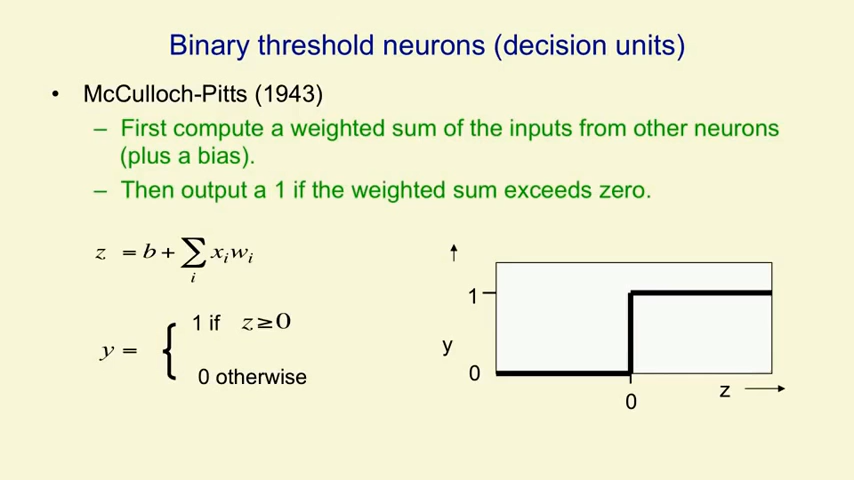 Binary threshold neurons (decision units)
• McCulloch-Pitts (1943)
– First compute a weighted sum of the inputs from other neurons
(plus a bias).
– Then output a 1 if the weighted sum exceeds zero.
z = b + ∑ xᵢwᵢ
i
1 if z ≥ 0
y = {
0 otherwise
1
y
0
0
z